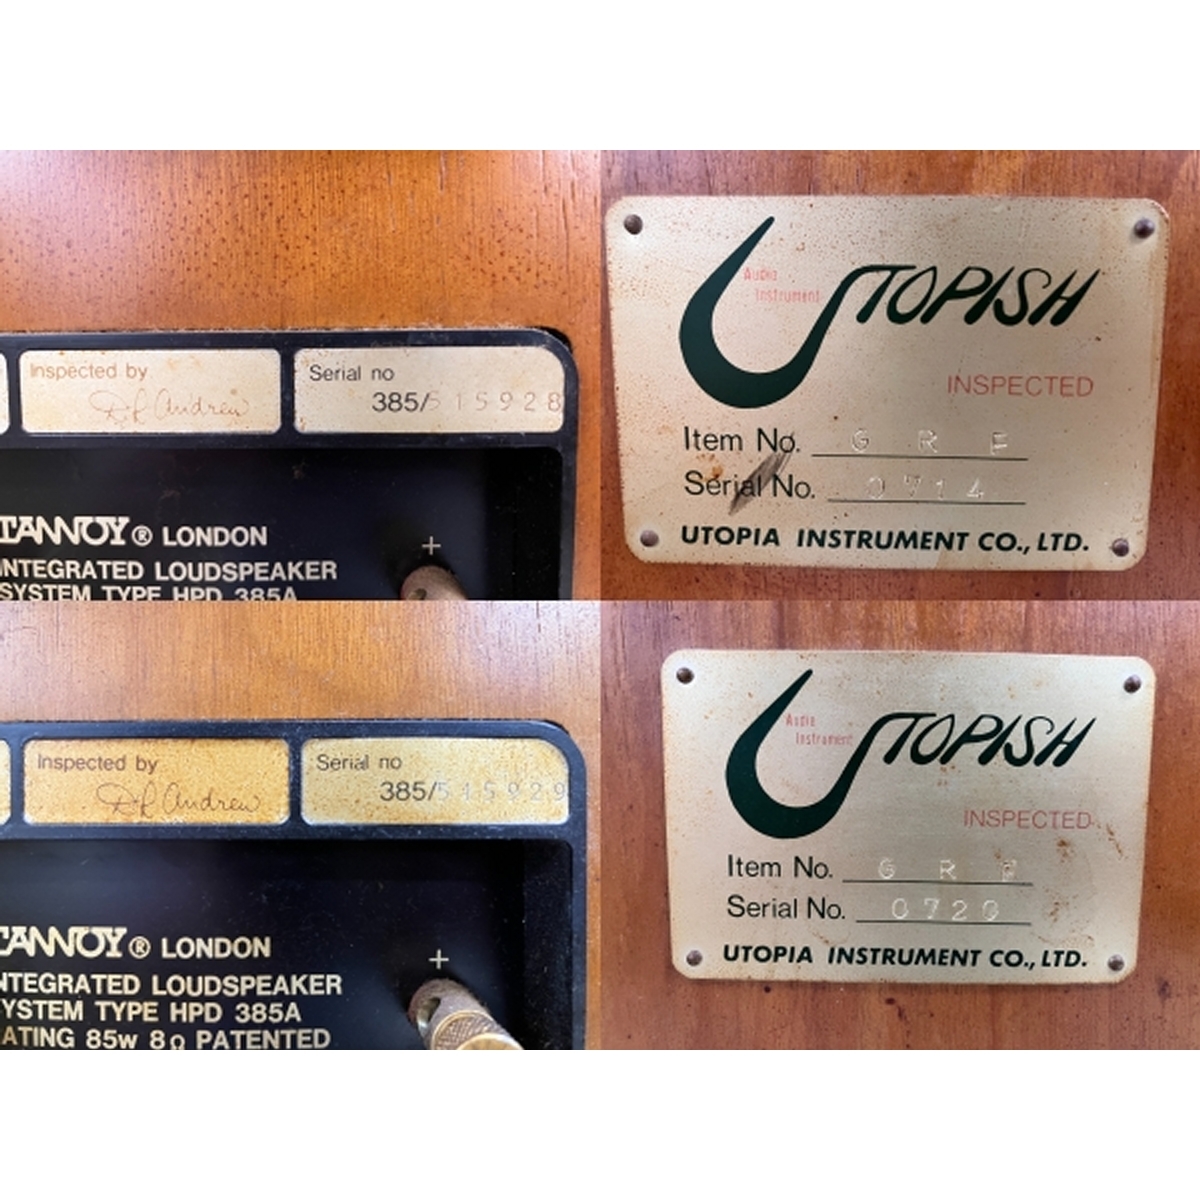 Inspected by
D.L. Andrew
Serial no
385/515928
TANNOY® LONDON
INTEGRATED LOUDSPEAKER
SYSTEM TYPE HPD 385A
+
UTOPISH
Audio
Instrument
INSPECTED
Item No. G R F
Serial No. 0714
UTOPIA INSTRUMENT CO., LTD.
Inspected by
D.L. Andrew
Serial no
385/515929
TANNOY® LONDON
INTEGRATED LOUDSPEAKER
SYSTEM TYPE HPD 385A
RATING 85w 8Ω PATENTED
+
UTOPISH
Audio
Instrument
INSPECTED
Item No. G R F
Serial No. 0720
UTOPIA INSTRUMENT CO., LTD.